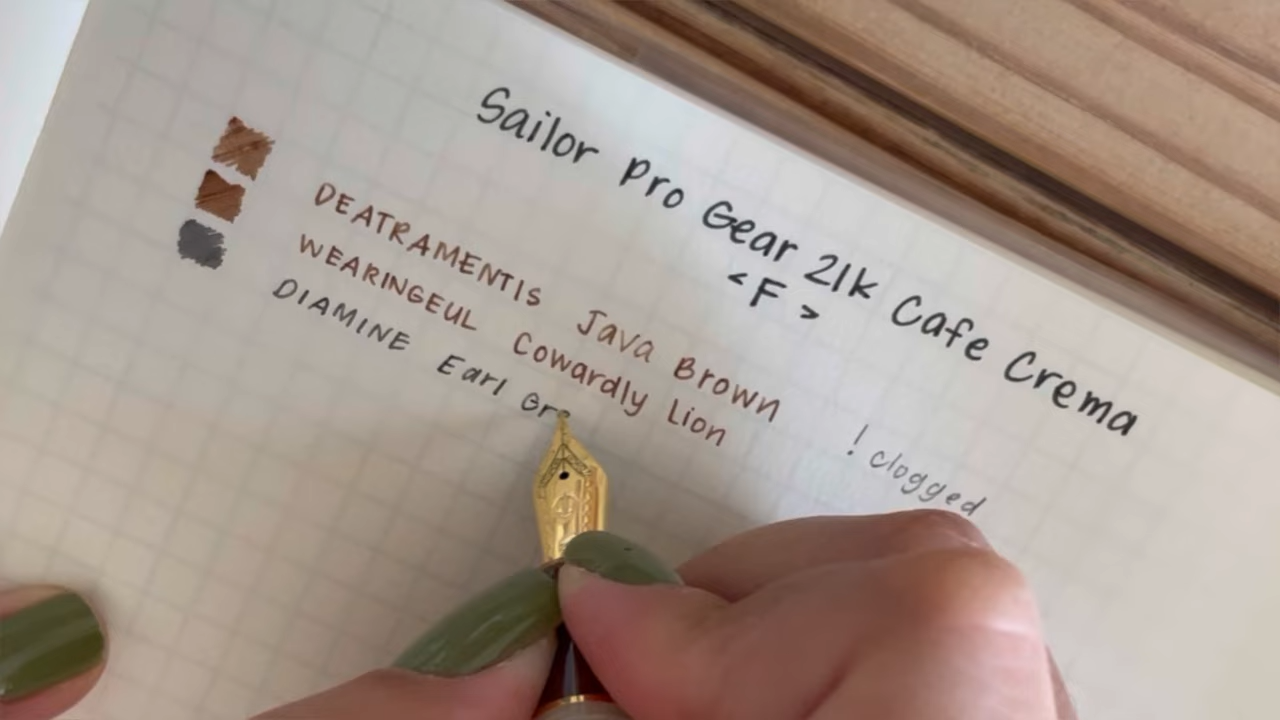 Sailor Pro Gear 21k Cafe Crema
<F>
DEATRAMENTIS Java Brown
WEARINGEUL Cowardly Lion
! clogged
DIAMINE Earl Gre